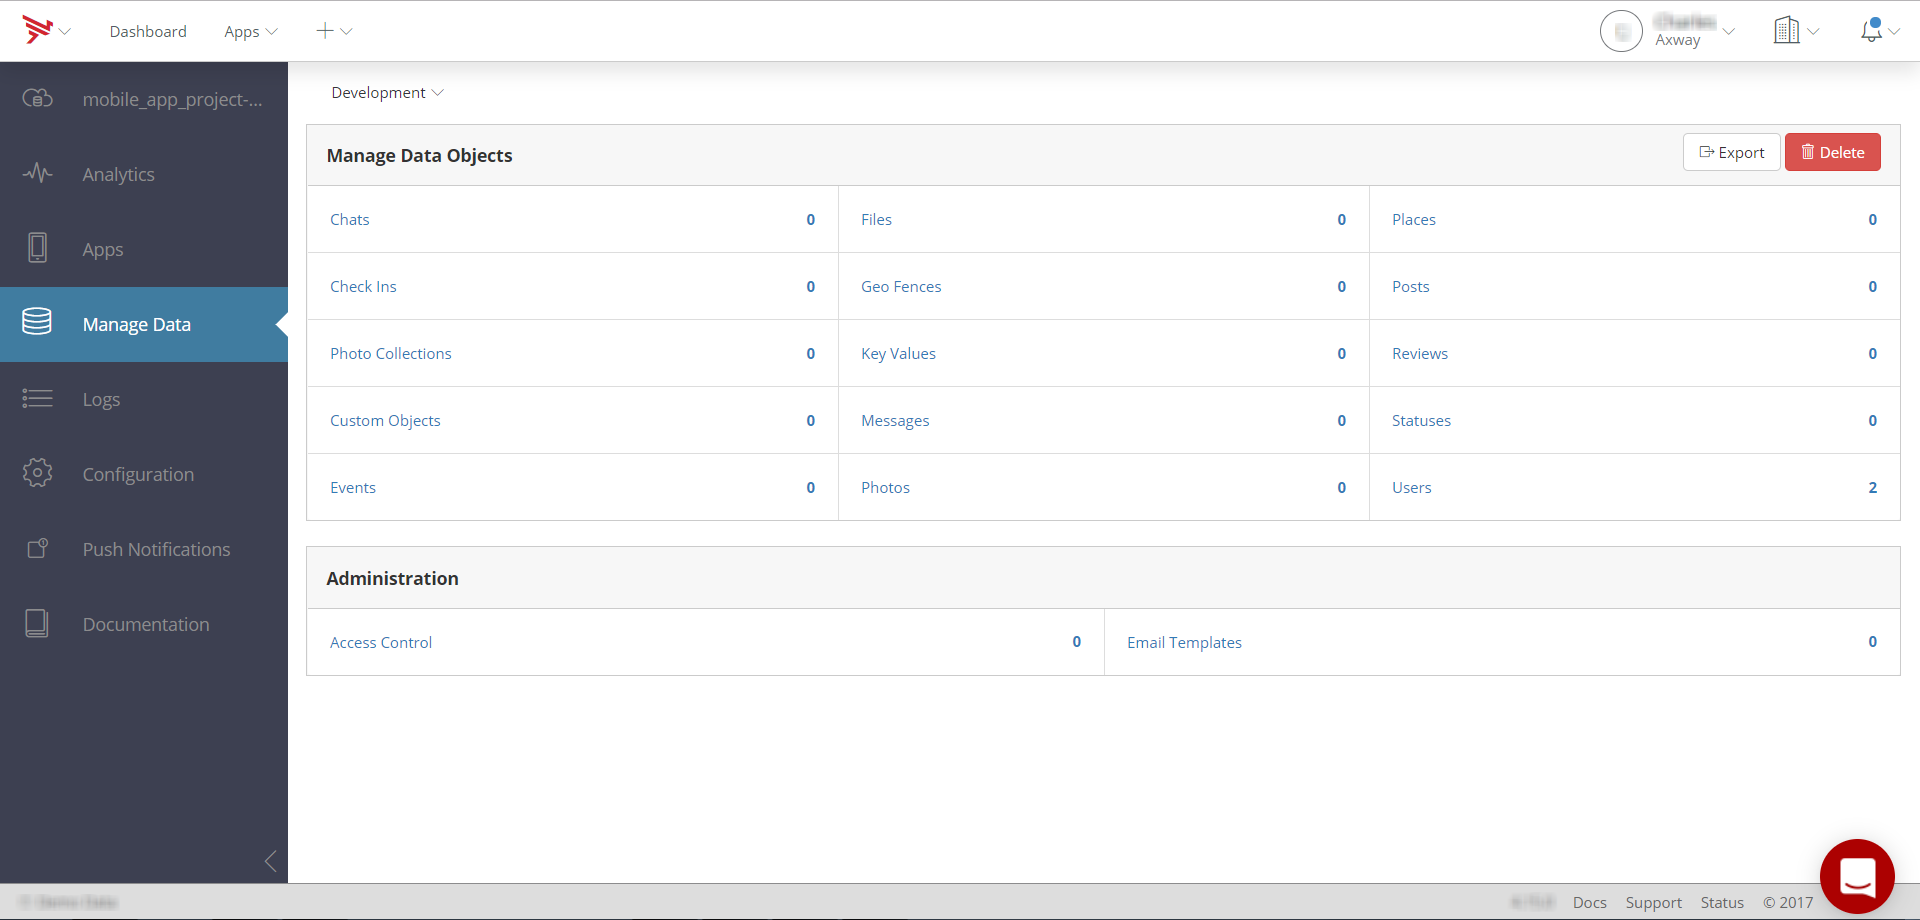 Dashboard
Apps
Axway
mobile_app_project-...
Analytics
Apps
Manage Data
Logs
Configuration
Push Notifications
Documentation
Development
Manage Data Objects
Export
Delete
Chats 0
Files 0
Places 0
Check Ins 0
Geo Fences 0
Posts 0
Photo Collections 0
Key Values 0
Reviews 0
Custom Objects 0
Messages 0
Statuses 0
Events 0
Photos 0
Users 2
Administration
Access Control 0
Email Templates 0
Docs
Support
Status
© 2017